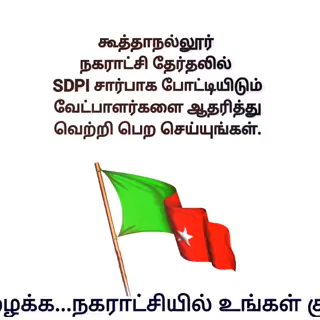 கூத்தாநல்லூர்
நகராட்சி தேர்தலில்
SDPI சார்பாக போட்டியிடும்
வேட்பாளர்களை ஆதரித்து
வெற்றி பெற செய்யுங்கள்.
ழைக்க...நகராட்சியில் உங்கள்